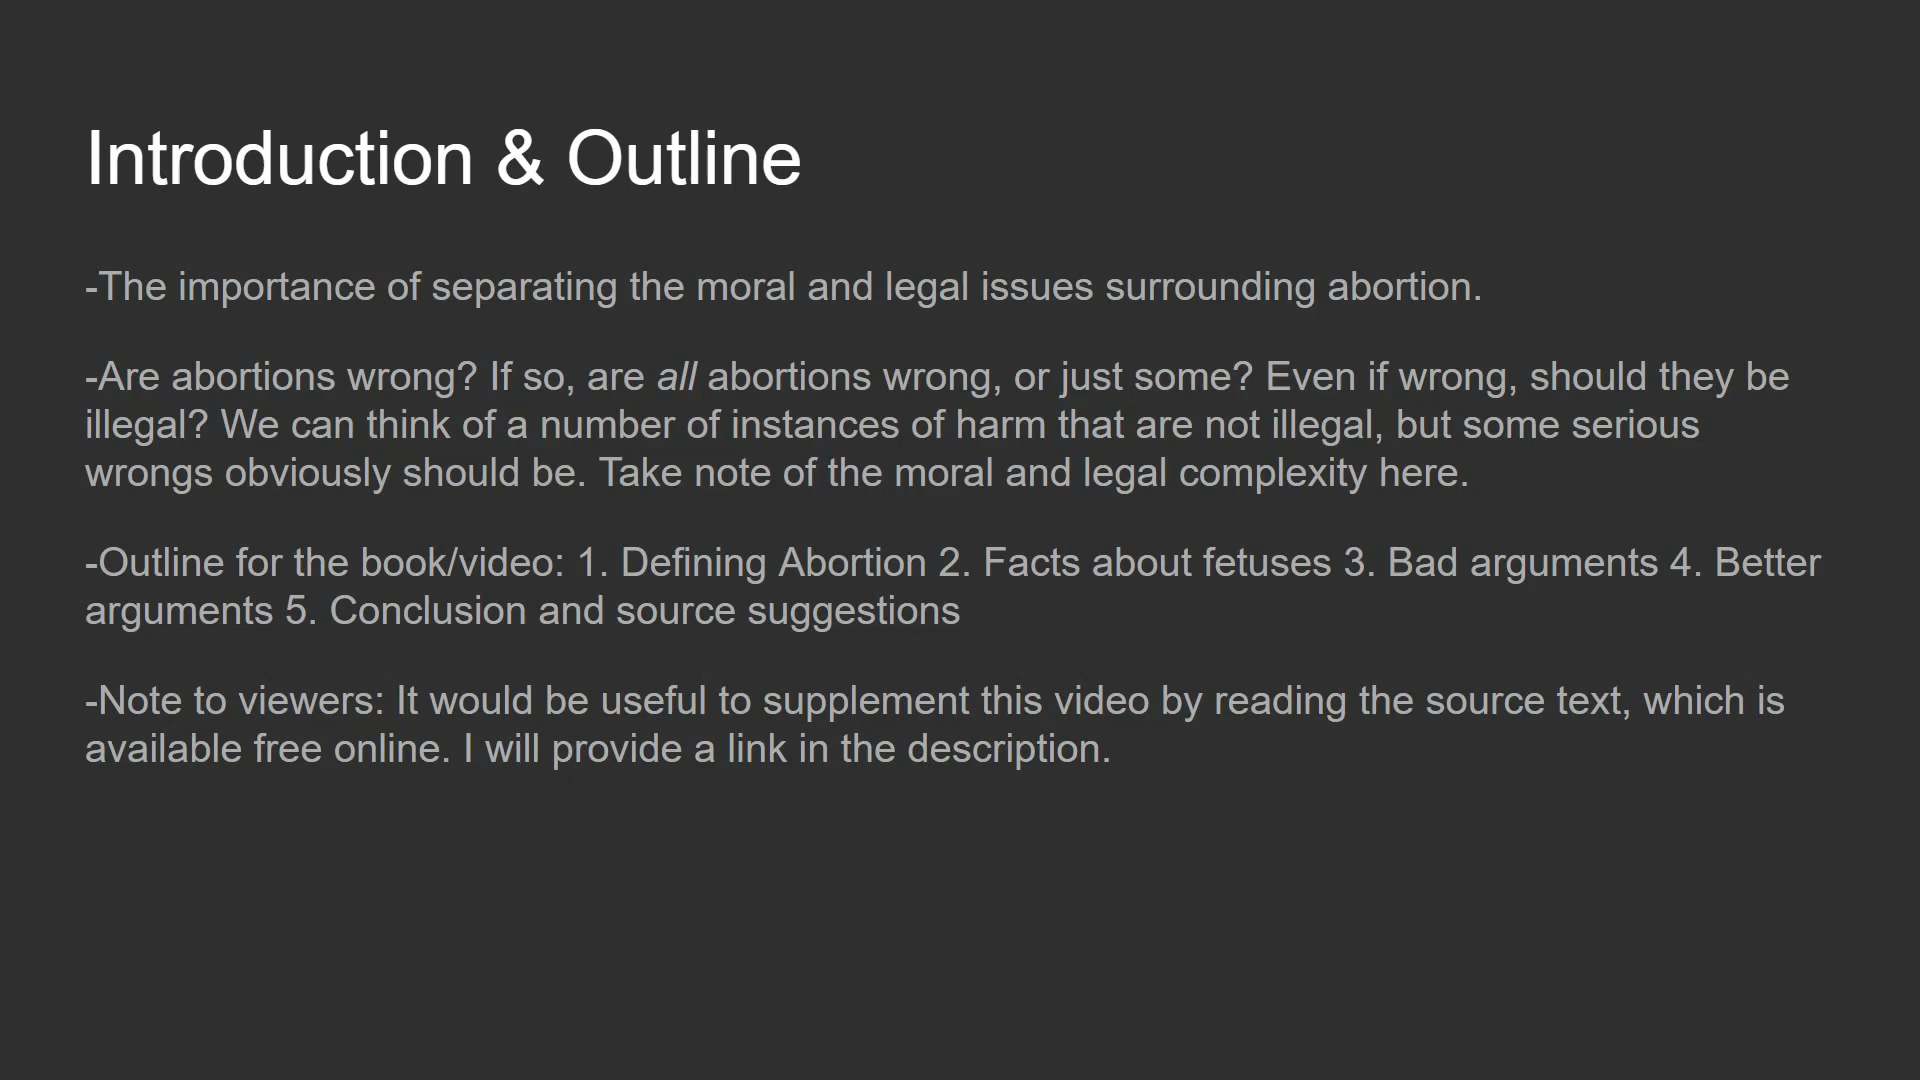 Introduction & Outline
-The importance of separating the moral and legal issues surrounding abortion.
-Are abortions wrong? If so, are all abortions wrong, or just some? Even if wrong, should they be
illegal? We can think of a number of instances of harm that are not illegal, but some serious
wrongs obviously should be. Take note of the moral and legal complexity here.
-Outline for the book/video: 1. Defining Abortion 2. Facts about fetuses 3. Bad arguments 4. Better
arguments 5. Conclusion and source suggestions
-Note to viewers: It would be useful to supplement this video by reading the source text, which is
available free online. I will provide a link in the description.